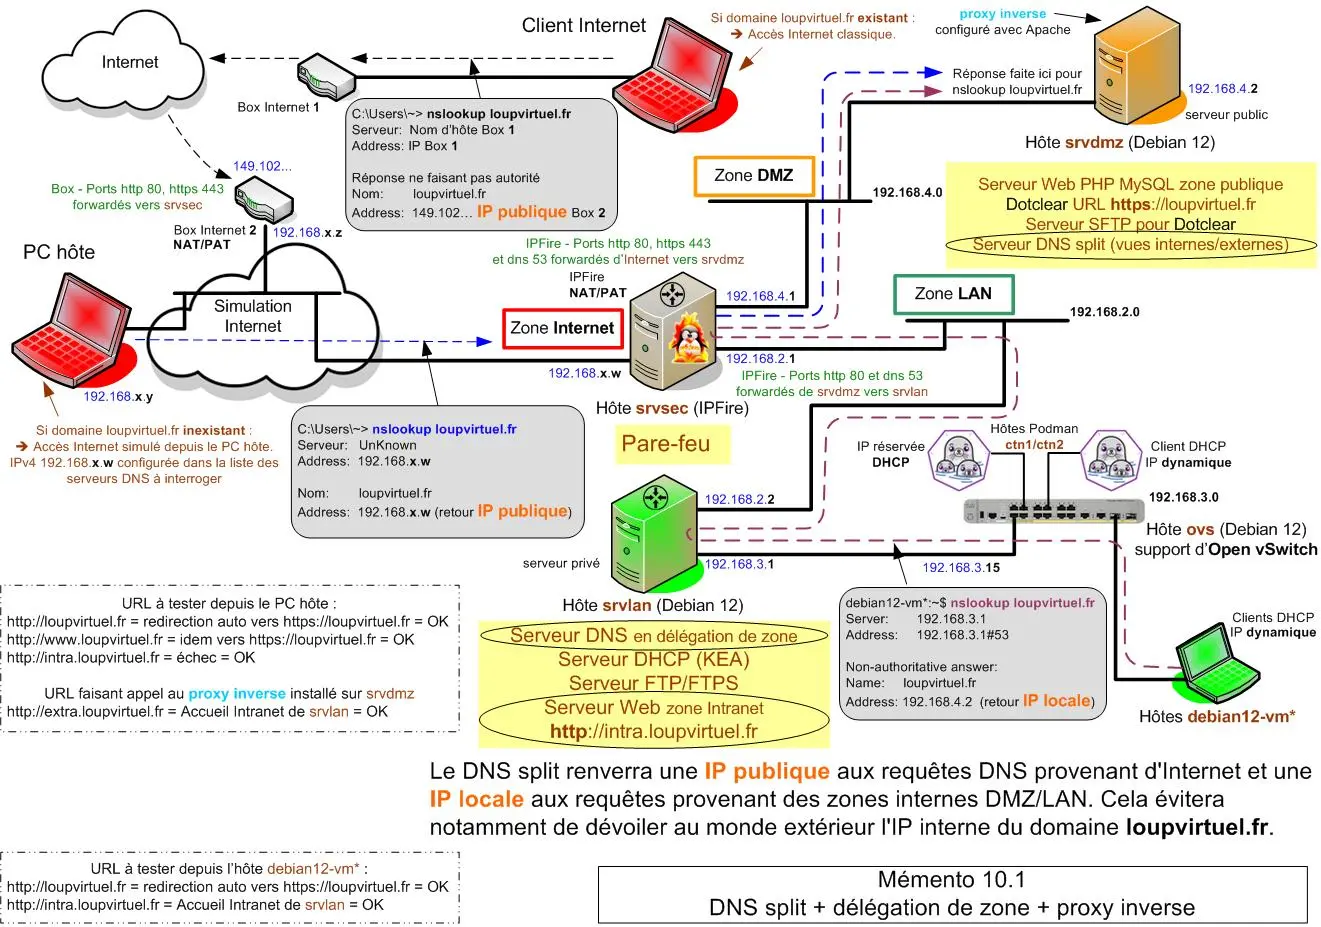 Client Internet
Si domaine loupvirtuel.fr existant :
➔ Accès Internet classique.
proxy inverse
configuré avec Apache
Internet
Box Internet 1
C:\Users\~> nslookup loupvirtuel.fr
Serveur: Nom d'hôte Box 1
Address: IP Box 1
Réponse ne faisant pas autorité
Nom: loupvirtuel.fr
Address: 149.102... IP publique Box 2
Réponse faite ici pour
nslookup loupvirtuel.fr
192.168.4.2
serveur public
Hôte srvdmz (Debian 12)
149.102...
Box - Ports http 80, https 443
forwardés vers srvsec
Box Internet 2
NAT/PAT
192.168.x.z
Zone DMZ
192.168.4.0
Serveur Web PHP MySQL zone publique
Dotclear URL https://loupvirtuel.fr
Serveur SFTP pour Dotclear
Serveur DNS split (vues internes/externes)
PC hôte
IPFire - Ports http 80, https 443
et dns 53 forwardés d'Internet vers srvdmz
IPFire
NAT/PAT
192.168.4.1
Zone LAN
192.168.2.0
Simulation
Internet
Zone Internet
192.168.2.1
192.168.x.w
IPFire - Ports http 80 et dns 53
forwardés de srvdmz vers srvlan
192.168.x.y
Hôte srvsec (IPFire)
Pare-feu
Si domaine loupvirtuel.fr inexistant :
➔ Accès Internet simulé depuis le PC hôte.
IPv4 192.168.x.w configurée dans la liste des
serveurs DNS à interroger
C:\Users\~> nslookup loupvirtuel.fr
Serveur: UnKnown
Address: 192.168.x.w
Nom: loupvirtuel.fr
Address: 192.168.x.w (retour IP publique)
IP réservée
DHCP
Hôtes Podman
ctn1/ctn2
Client DHCP
IP dynamique
192.168.3.0
Hôte ovs (Debian 12)
support d'Open vSwitch
192.168.2.2
serveur privé
192.168.3.1
192.168.3.15
Hôte srvlan (Debian 12)
Serveur DNS en délégation de zone
Serveur DHCP (KEA)
Serveur FTP/FTPS
Serveur Web zone Intranet
http://intra.loupvirtuel.fr
debian12-vm*:~$ nslookup loupvirtuel.fr
Server: 192.168.3.1
Address: 192.168.3.1#53
Non-authoritative answer:
Name: loupvirtuel.fr
Address: 192.168.4.2 (retour IP locale)
Clients DHCP
IP dynamique
Hôtes debian12-vm*
URL à tester depuis le PC hôte :
http://loupvirtuel.fr = redirection auto vers https://loupvirtuel.fr = OK
http://www.loupvirtuel.fr = idem vers https://loupvirtuel.fr = OK
http://intra.loupvirtuel.fr = échec = OK
URL faisant appel au proxy inverse installé sur srvdmz
http://extra.loupvirtuel.fr = Accueil Intranet de srvlan = OK
Le DNS split renverra une IP publique aux requêtes DNS provenant d'Internet et une
IP locale aux requêtes provenant des zones internes DMZ/LAN. Cela évitera
notamment de dévoiler au monde extérieur l'IP interne du domaine loupvirtuel.fr.
URL à tester depuis l'hôte debian12-vm* :
http://loupvirtuel.fr = redirection auto vers https://loupvirtuel.fr = OK
http://intra.loupvirtuel.fr = Accueil Intranet de srvlan = OK
Mémento 10.1
DNS split + délégation de zone + proxy inverse